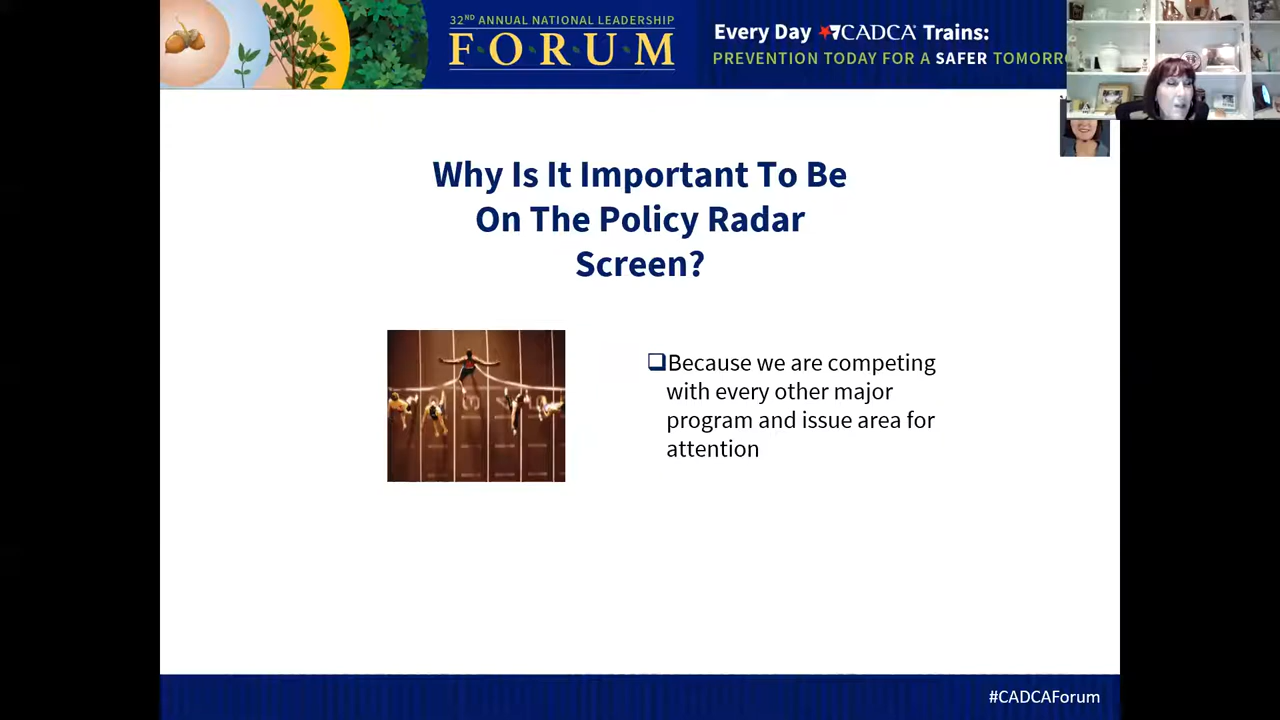 32ND ANNUAL NATIONAL LEADERSHIP
FORUM
Every Day CADCA Trains:
PREVENTION TODAY FOR A SAFER TOMORR
Why Is It Important To Be
On The Policy Radar
Screen?
Because we are competing
with every other major
program and issue area for
attention
#CADCAForum